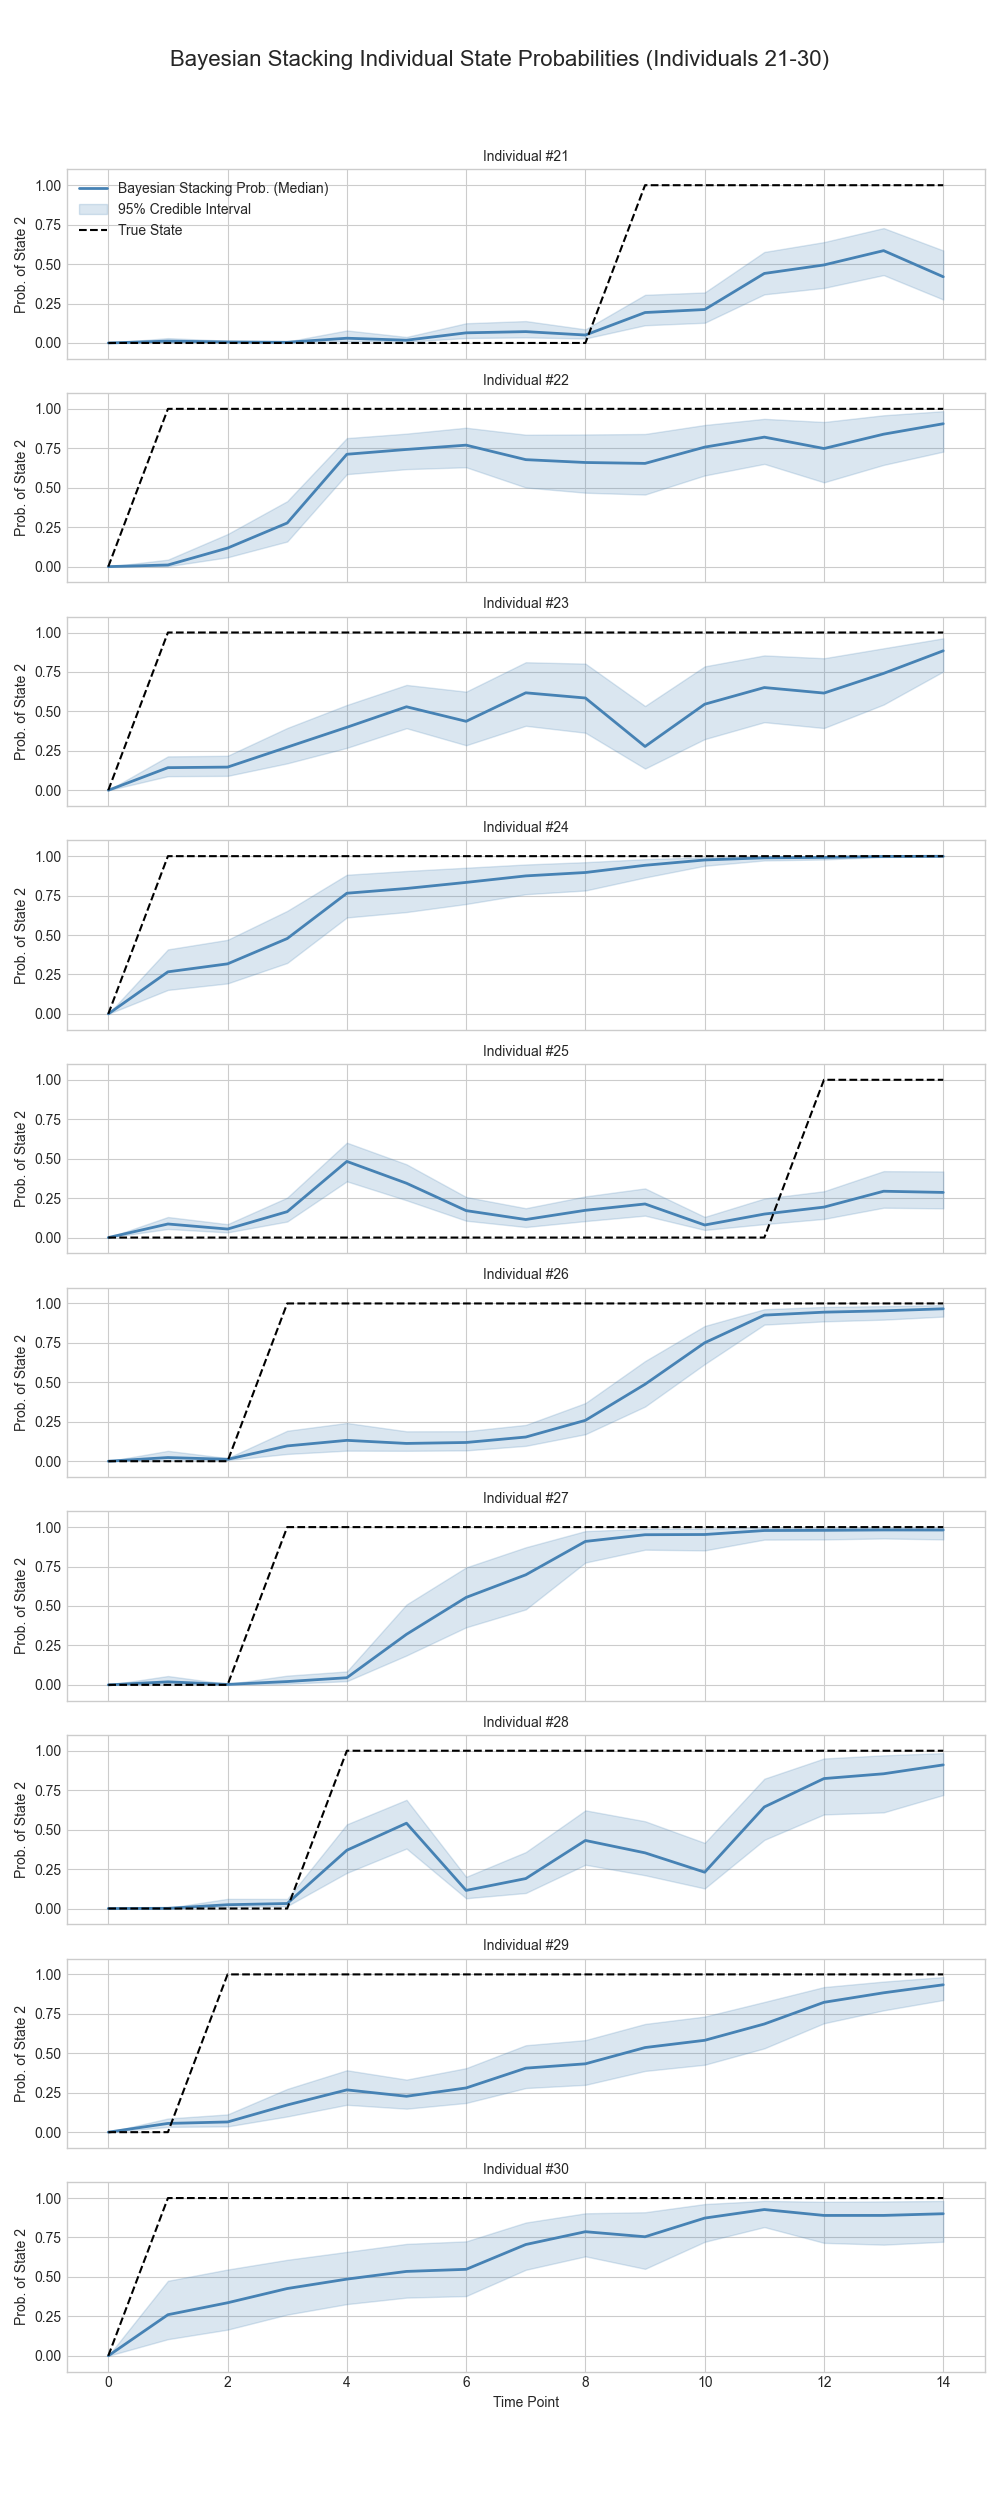 Bayesian Stacking Individual State Probabilities (Individuals 21-30)
Individual #21
Bayesian Stacking Prob. (Median)
95% Credible Interval
True State
Prob. of State 2
1.00
0.75
0.50
0.25
0.00
Individual #22
Prob. of State 2
1.00
0.75
0.50
0.25
0.00
Individual #23
Prob. of State 2
1.00
0.75
0.50
0.25
0.00
Individual #24
Prob. of State 2
1.00
0.75
0.50
0.25
0.00
Individual #25
Prob. of State 2
1.00
0.75
0.50
0.25
0.00
Individual #26
Prob. of State 2
1.00
0.75
0.50
0.25
0.00
Individual #27
Prob. of State 2
1.00
0.75
0.50
0.25
0.00
Individual #28
Prob. of State 2
1.00
0.75
0.50
0.25
0.00
Individual #29
Prob. of State 2
1.00
0.75
0.50
0.25
0.00
Individual #30
Prob. of State 2
1.00
0.75
0.50
0.25
0.00
0 2 4 6 8 10 12 14
Time Point